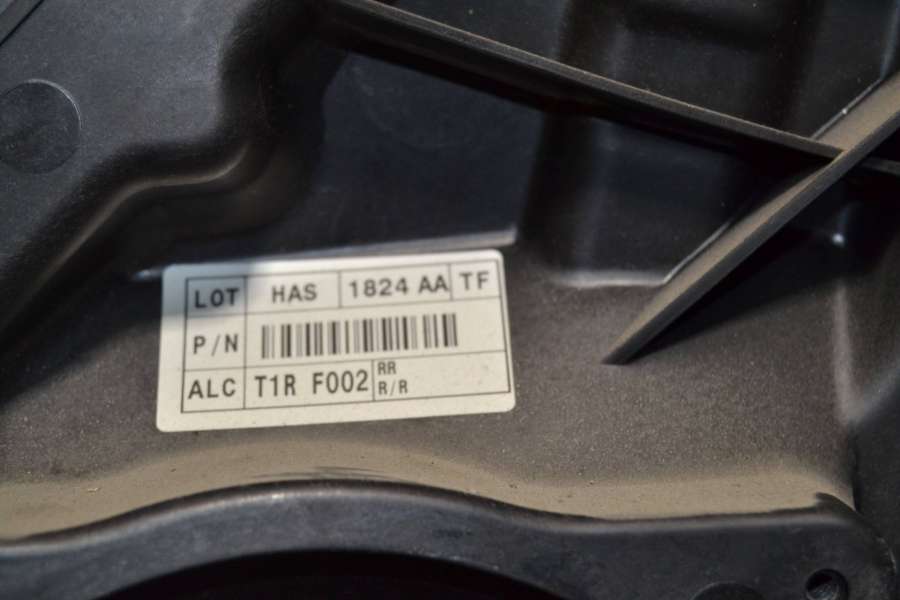 LOT HAS 1824 AA TF
P/N
ALC T1R F002 RR
R/R